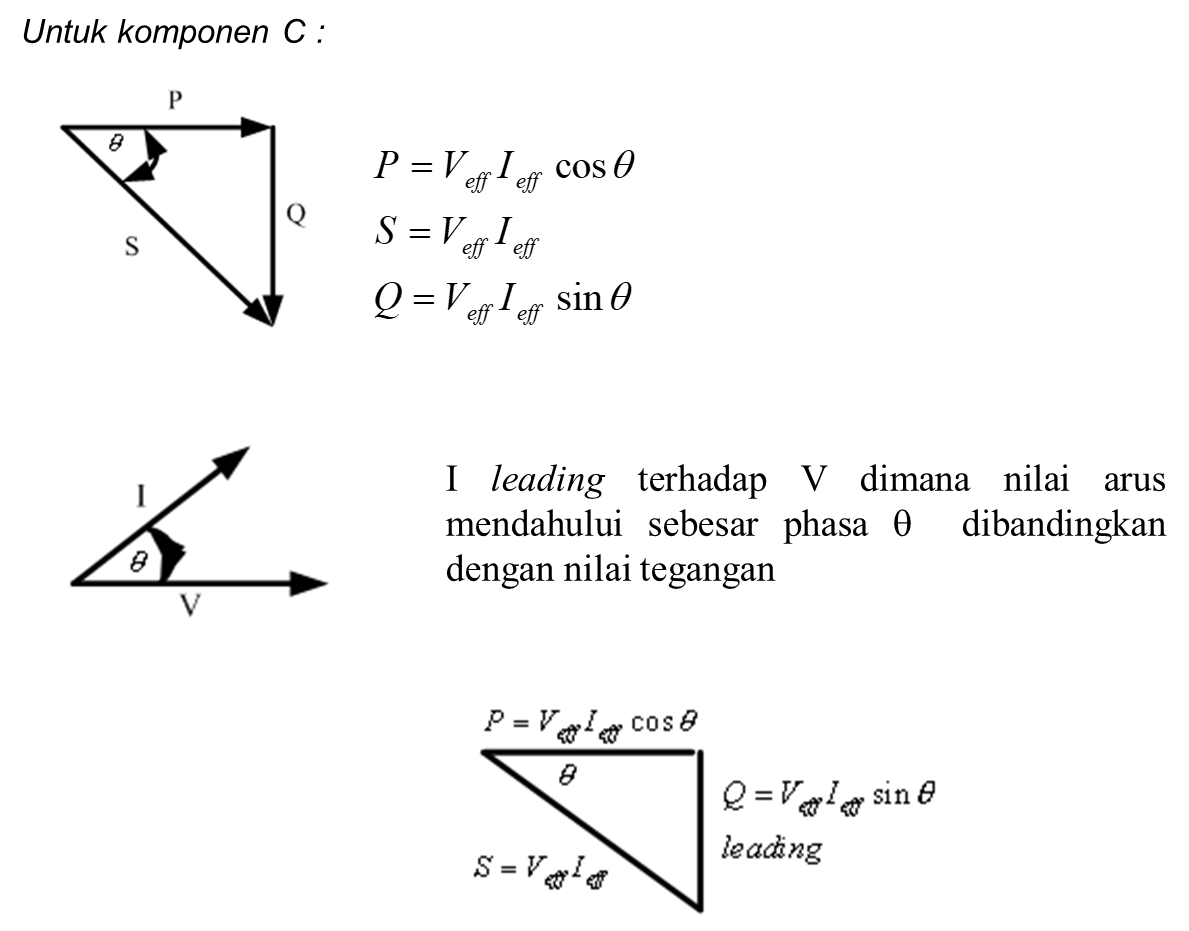 Untuk komponen C :
P
θ
Q
S
P = V_eff I_eff cos θ
S = V_eff I_eff
Q = V_eff I_eff sin θ
I
θ
V
I leading terhadap V dimana nilai arus
mendahului sebesar phasa θ dibandingkan
dengan nilai tegangan
P = V_eff I_eff cos θ
θ
Q = V_eff I_eff sin θ
leading
S = V_eff I_eff